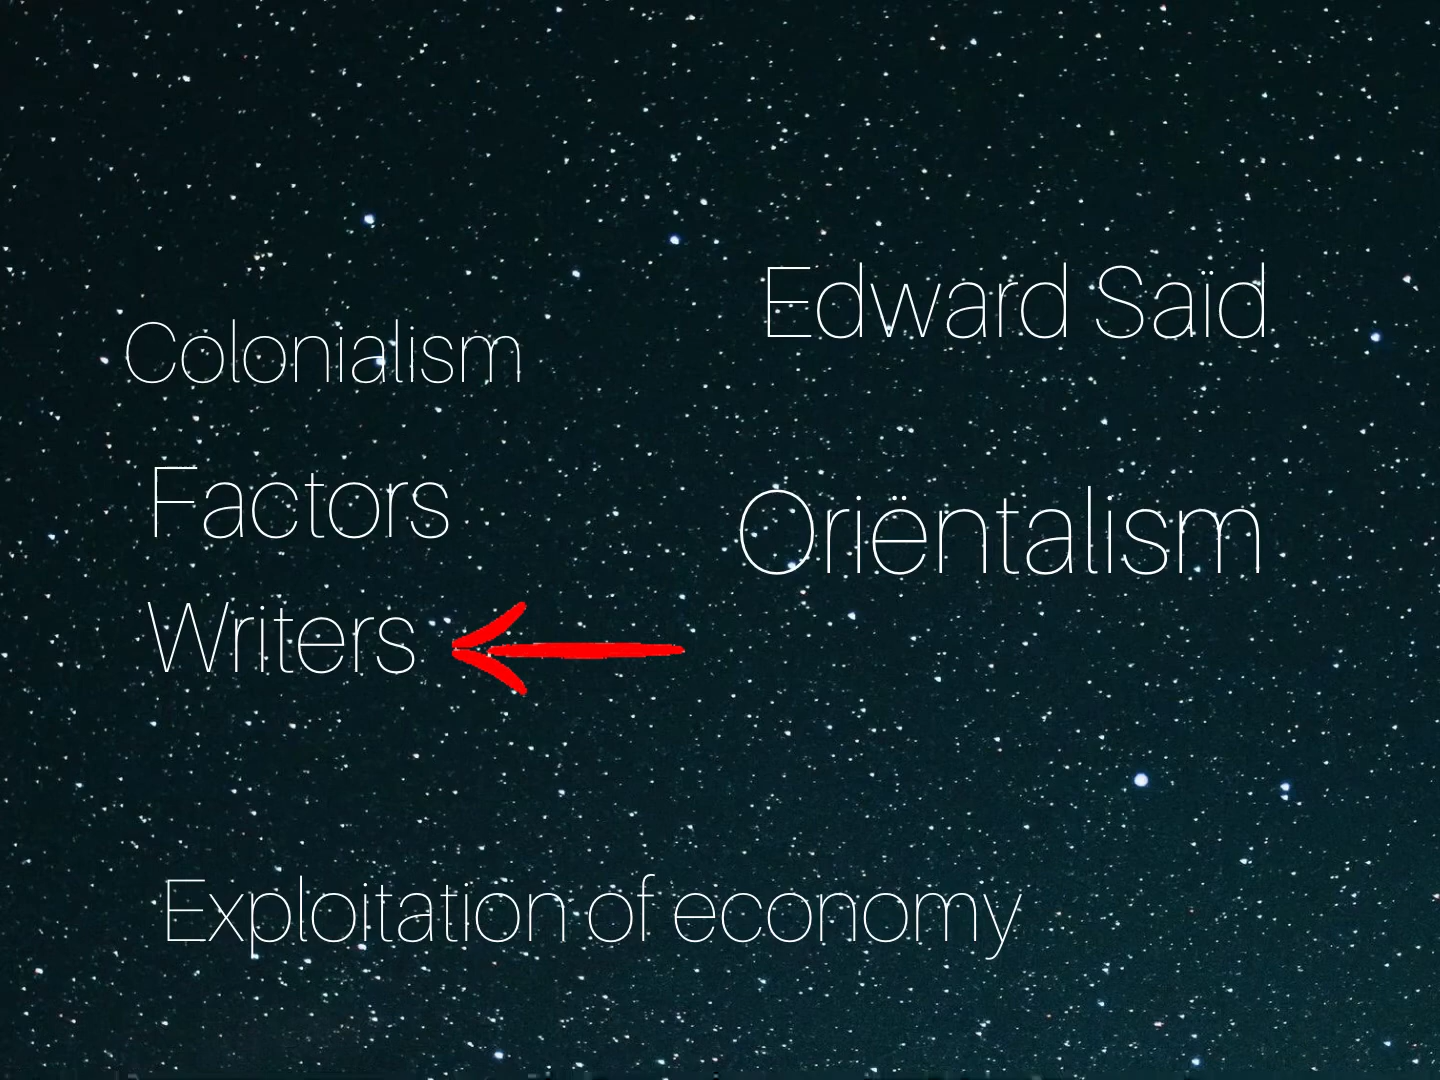 Colonialism
Factors
Writers
Edward Saïd
Oriëntalism
Exploitation of economy